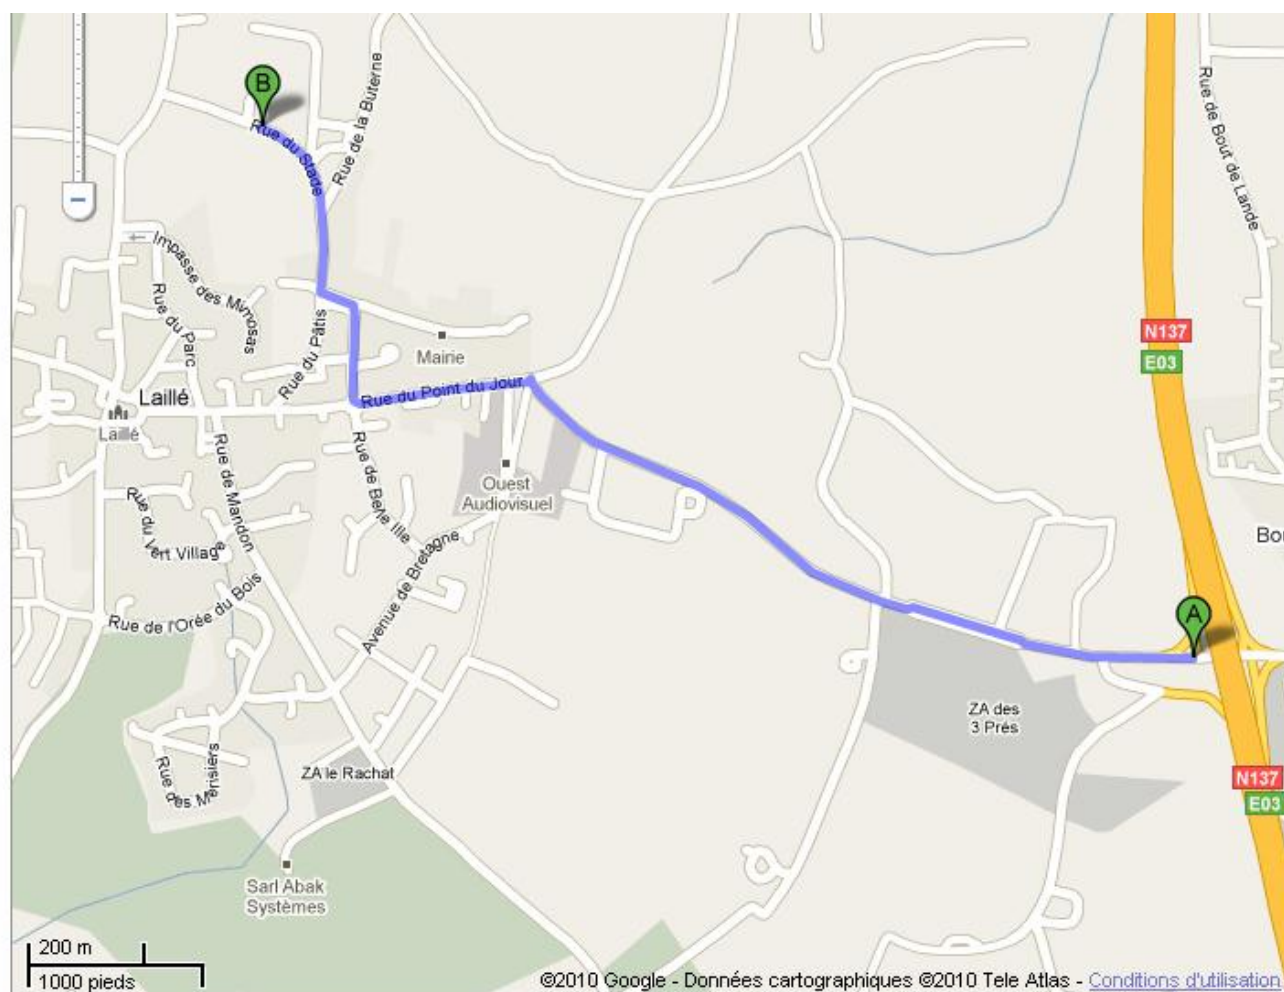 B
Rue du Stade
Rue de la Buterne
Rue de Bout de Lande
Impasse des Mimosas
Rue du Parc
Rue du Pâtis
Mairie
N137
E03
Laillé
Laillé
Rue du Point du Jour
Rue de Mandon
Rue de Belle Ille
Ouest
Audiovisuel
Rue du Vert Village
Avenue de Bretagne
Rue de l'Orée du Bois
Bou
A
ZA des
3 Prés
Rue des Merisiers
ZA le Rachat
N137
E03
Sarl Abak
Systèmes
200 m
1000 pieds
©2010 Google - Données cartographiques ©2010 Tele Atlas - Conditions d'utilisation